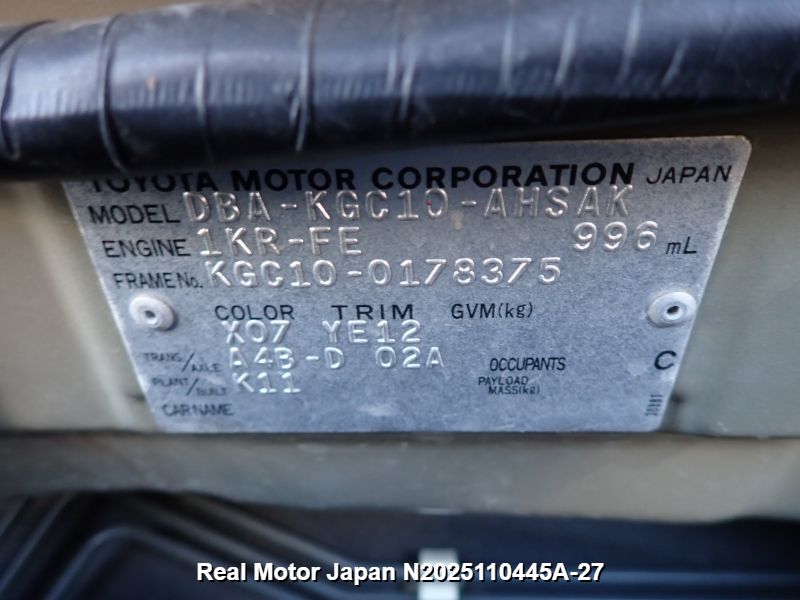 TOYOTA MOTOR CORPORATION JAPAN
MODEL DBA-KGC10-AHSAK
ENGINE 1KR-FE 996 mL
FRAME No. KGC10-0178375
COLOR TRIM GVM(kg)
X07 YE12
TRANS/AXLE A4B-D 02A OCCUPANTS C
PLANT/BUILT K11 PAYLOAD MASS(kg)
CAR NAME
Real Motor Japan N2025110445A-27